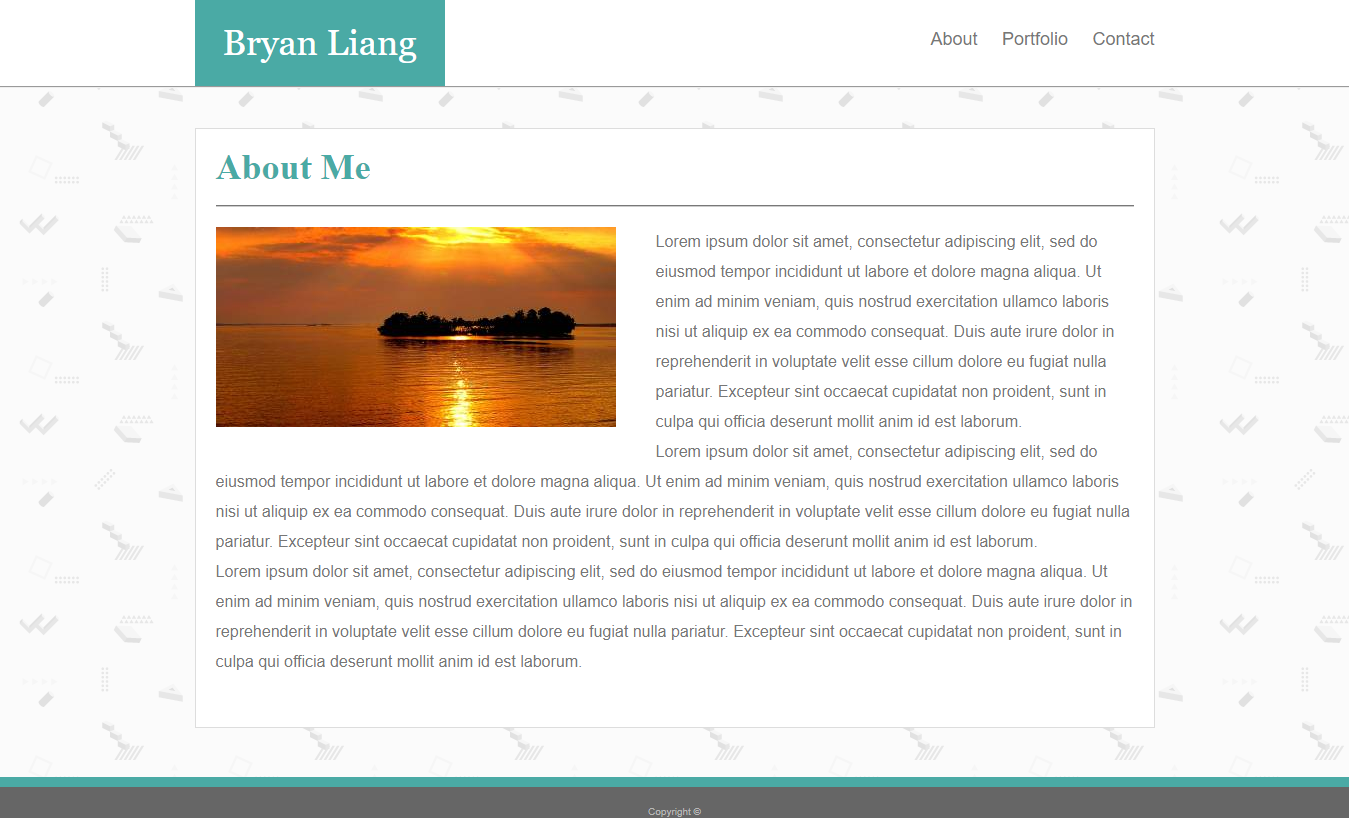 Bryan Liang
About Portfolio Contact
About Me
Lorem ipsum dolor sit amet, consectetur adipiscing elit, sed do
eiusmod tempor incididunt ut labore et dolore magna aliqua. Ut
enim ad minim veniam, quis nostrud exercitation ullamco laboris
nisi ut aliquip ex ea commodo consequat. Duis aute irure dolor in
reprehenderit in voluptate velit esse cillum dolore eu fugiat nulla
pariatur. Excepteur sint occaecat cupidatat non proident, sunt in
culpa qui officia deserunt mollit anim id est laborum.
Lorem ipsum dolor sit amet, consectetur adipiscing elit, sed do
eiusmod tempor incididunt ut labore et dolore magna aliqua. Ut enim ad minim veniam, quis nostrud exercitation ullamco laboris
nisi ut aliquip ex ea commodo consequat. Duis aute irure dolor in reprehenderit in voluptate velit esse cillum dolore eu fugiat nulla
pariatur. Excepteur sint occaecat cupidatat non proident, sunt in culpa qui officia deserunt mollit anim id est laborum.
Lorem ipsum dolor sit amet, consectetur adipiscing elit, sed do eiusmod tempor incididunt ut labore et dolore magna aliqua. Ut
enim ad minim veniam, quis nostrud exercitation ullamco laboris nisi ut aliquip ex ea commodo consequat. Duis aute irure dolor in
reprehenderit in voluptate velit esse cillum dolore eu fugiat nulla pariatur. Excepteur sint occaecat cupidatat non proident, sunt in
culpa qui officia deserunt mollit anim id est laborum.
Copyright ©